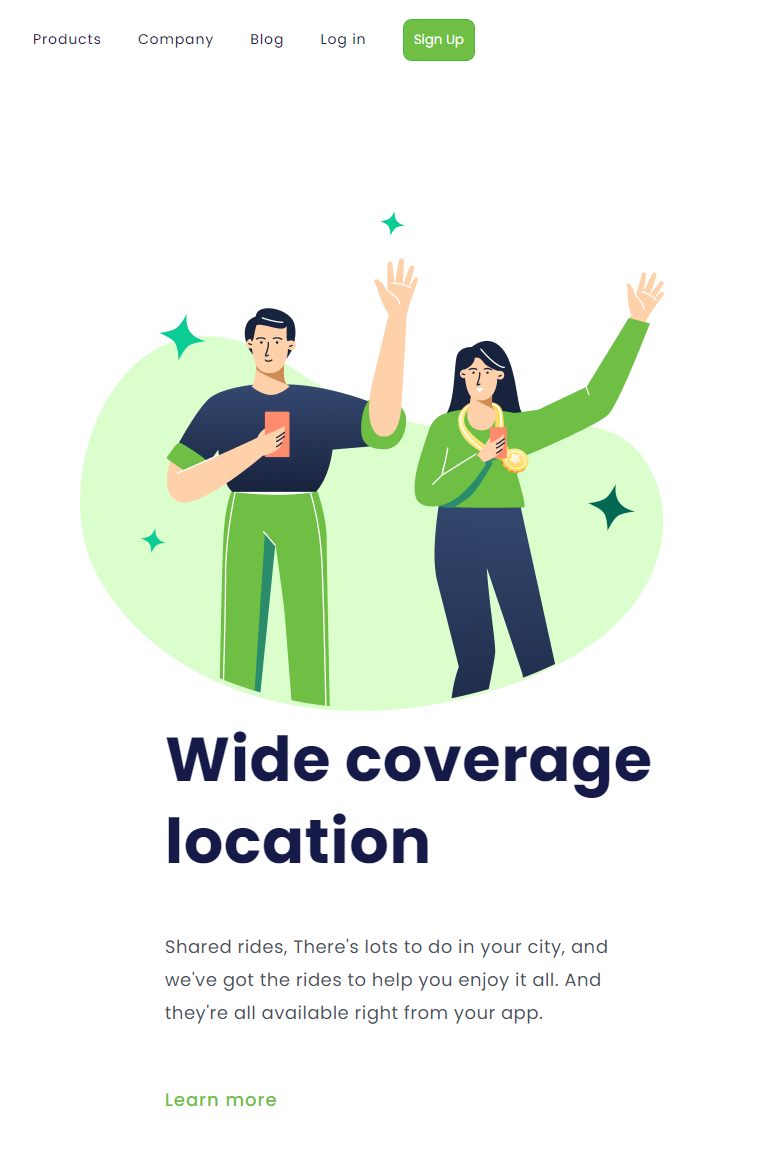 Products Company Blog Log in Sign Up
Wide coverage
location
Shared rides, There's lots to do in your city, and
we've got the rides to help you enjoy it all. And
they're all available right from your app.
Learn more